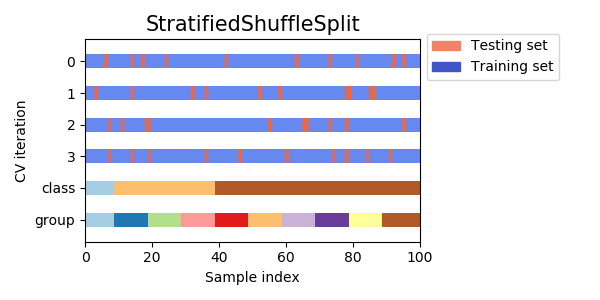 StratifiedShuffleSplit
Testing set
Training set
CV iteration
0
1
2
3
class
group
0 20 40 60 80 100
Sample index